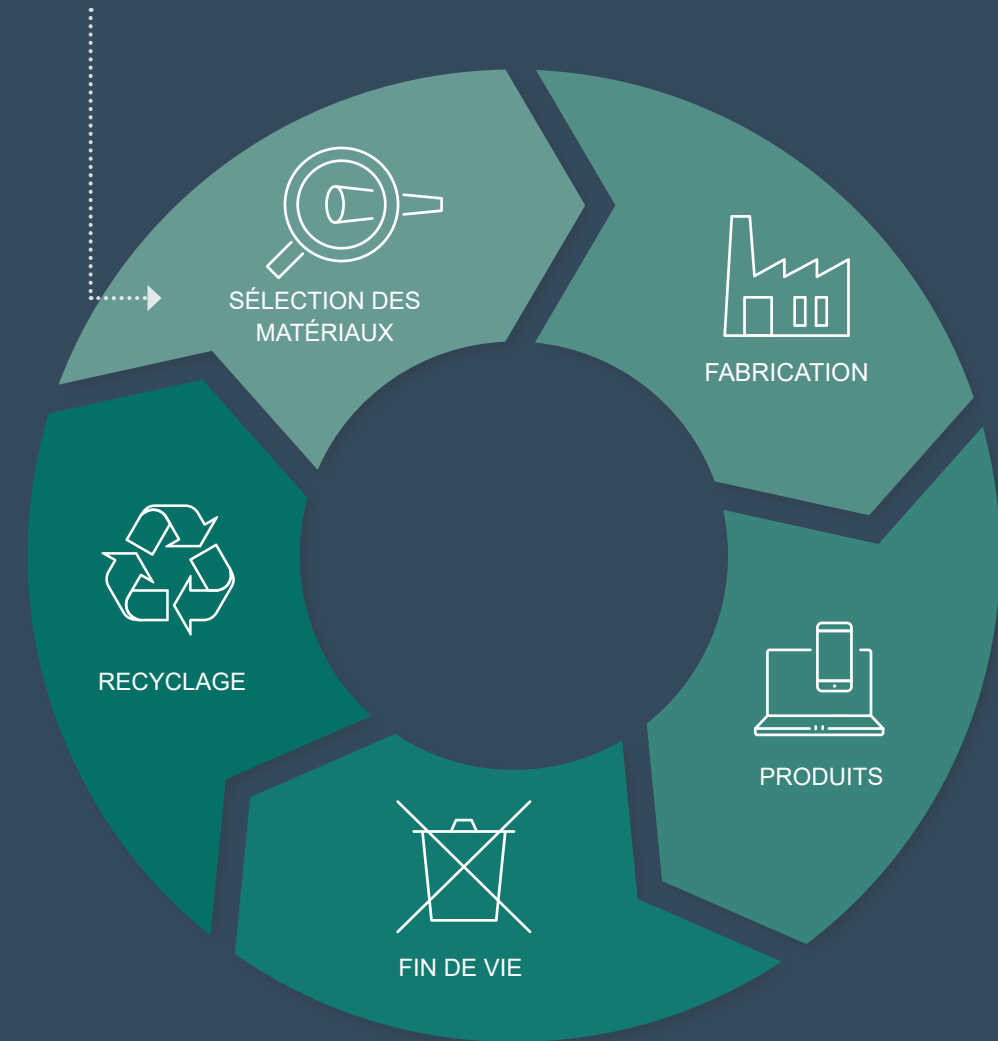 SÉLECTION DES
MATÉRIAUX
FABRICATION
PRODUITS
FIN DE VIE
RECYCLAGE